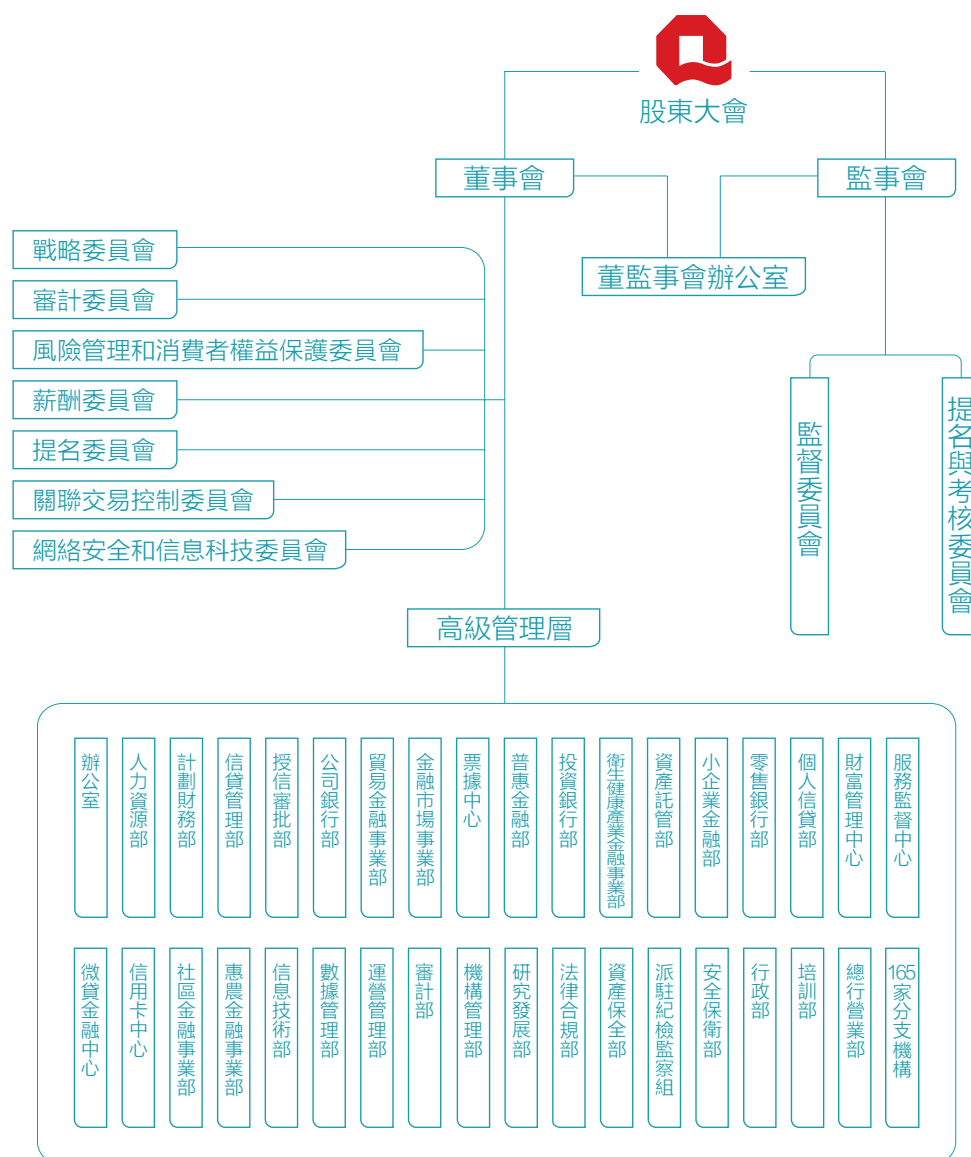 股東大會
董事會
監事會
董監事會辦公室
戰略委員會
審計委員會
風險管理和消費者權益保護委員會
薪酬委員會
提名委員會
關聯交易控制委員會
網絡安全和信息科技委員會
監督委員會
提名與考核委員會
高級管理層
辦公室
人力資源部
計劃財務部
信貸管理部
授信審批部
公司銀行部
貿易金融事業部
金融市場事業部
票據中心
普惠金融部
投資銀行部
衛生健康產業金融事業部
資產託管部
小企業金融部
零售銀行部
個人信貸部
財富管理中心
服務監督中心
微貸金融中心
信用卡中心
社區金融事業部
惠農金融事業部
信息技術部
數據管理部
運營管理部
審計部
機構管理部
研究發展部
法律合規部
資產保全部
派駐紀檢監察組
安全保衛部
行政部
培訓部
總行營業部
165家分支機構